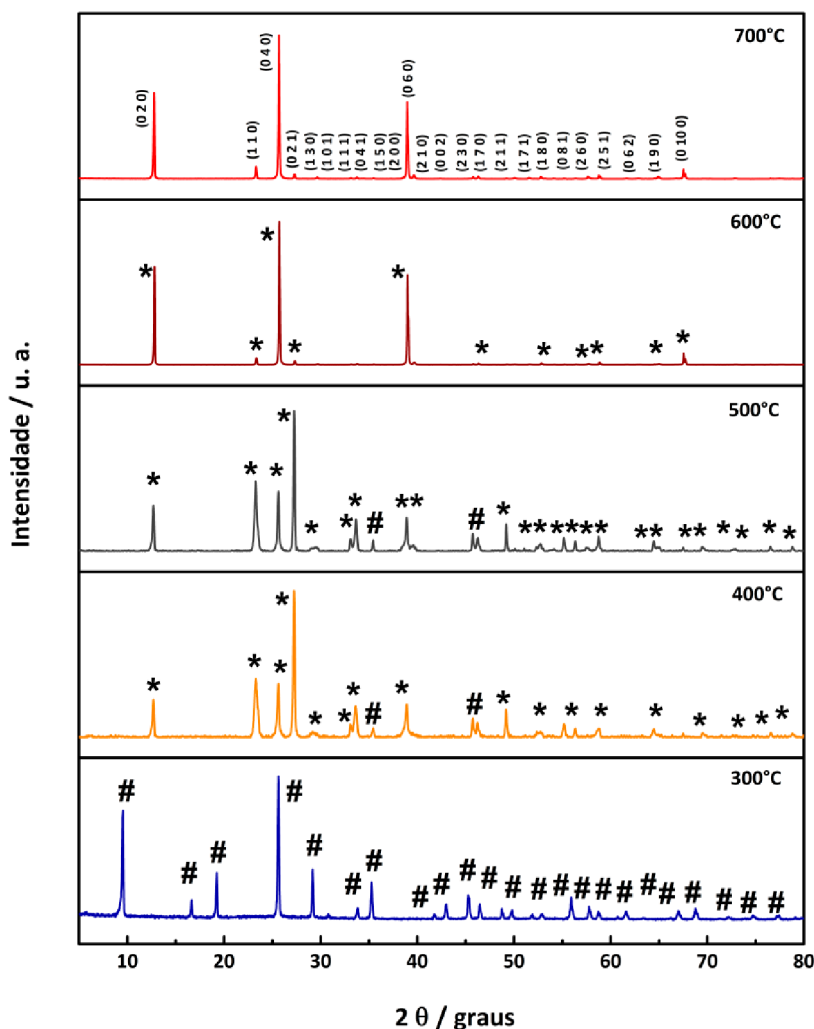 700°C
(0 2 0)
(1 1 0)
(0 4 0)
(0 2 1)
(1 3 0)
(1 0 1)
(1 1 1)
(0 4 1)
(1 5 0)
(2 0 0)
(0 6 0)
(2 1 0)
(0 0 2)
(2 3 0)
(1 7 0)
(2 1 1)
(1 7 1)
(1 8 0)
(0 8 1)
(2 6 0)
(2 5 1)
(0 6 2)
(1 9 0)
(0 10 0)
600°C
* * * * * * * * * * *
500°C
* * * * * * * # * * # * * * * * * * * * * * * * *
400°C
* * * * * * * # * # * * * * * * * * *
300°C
# # # # # # # # # # # # # # # # # # # # # # #
Intensidade / u. a.
10 20 30 40 50 60 70 80
2 θ / graus